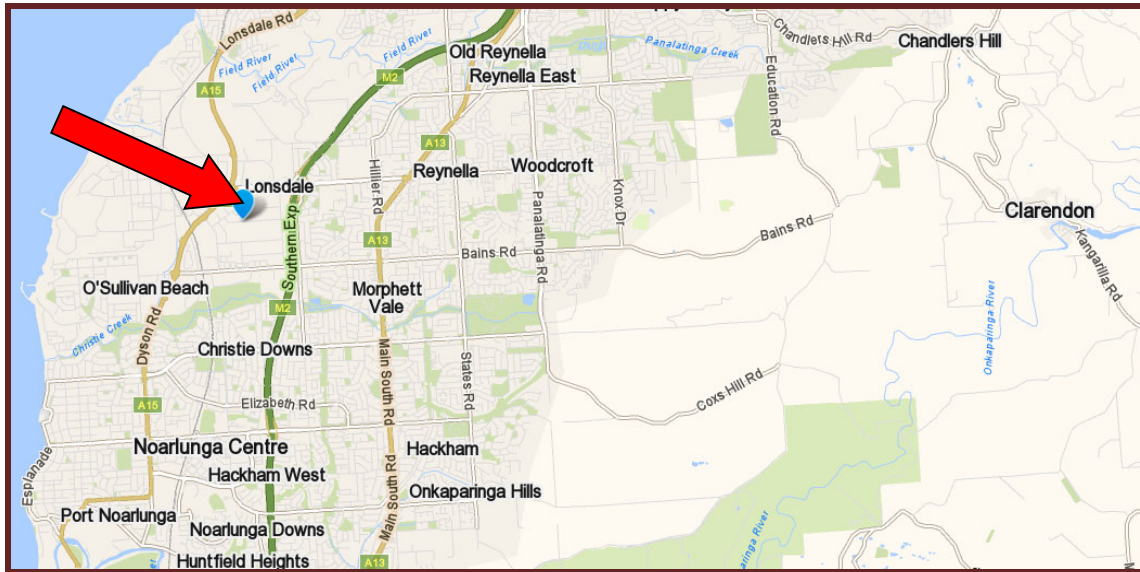 Lonsdale Rd
Field River
Chandlers Hill Rd
Chandlers Hill
Old Reynella
Panalatinga Creek
Field River
Field River
M2
Reynella East
Education Rd
A15
A13
Hillier Rd
Reynella
Woodcroft
Knox Dr
Lonsdale
Panalatinga Rd
Clarendon
Southern Exp
A13
Bains Rd
Bains Rd
Kangarilla Rd
O'Sullivan Beach
Morphett
Vale
M2
Onkaparinga River
Christie Creek
Dyson Rd
Christie Downs
Main South Rd
States Rd
Coxs Hill Rd
A15
Elizabeth Rd
Noarlunga Centre
Hackham
Esplanade
Hackham West
Main South Rd
Onkaparinga Hills
Port Noarlunga
Noarlunga Downs
Huntfield Heights
A13